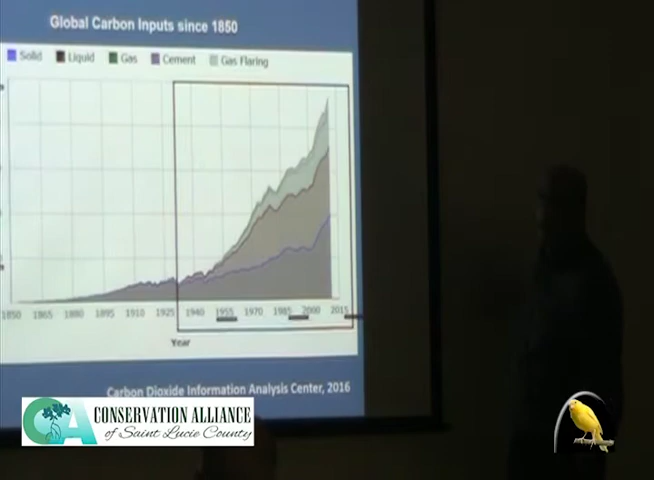 Global Carbon Inputs since 1850
Solid Liquid Gas Cement Gas Flaring
1850 1865 1880 1895 1910 1925 1940 1955 1970 1985 2000 2015
Year
Carbon Dioxide Information Analysis Center, 2016
CA
CONSERVATION ALLIANCE
of Saint Lucie County